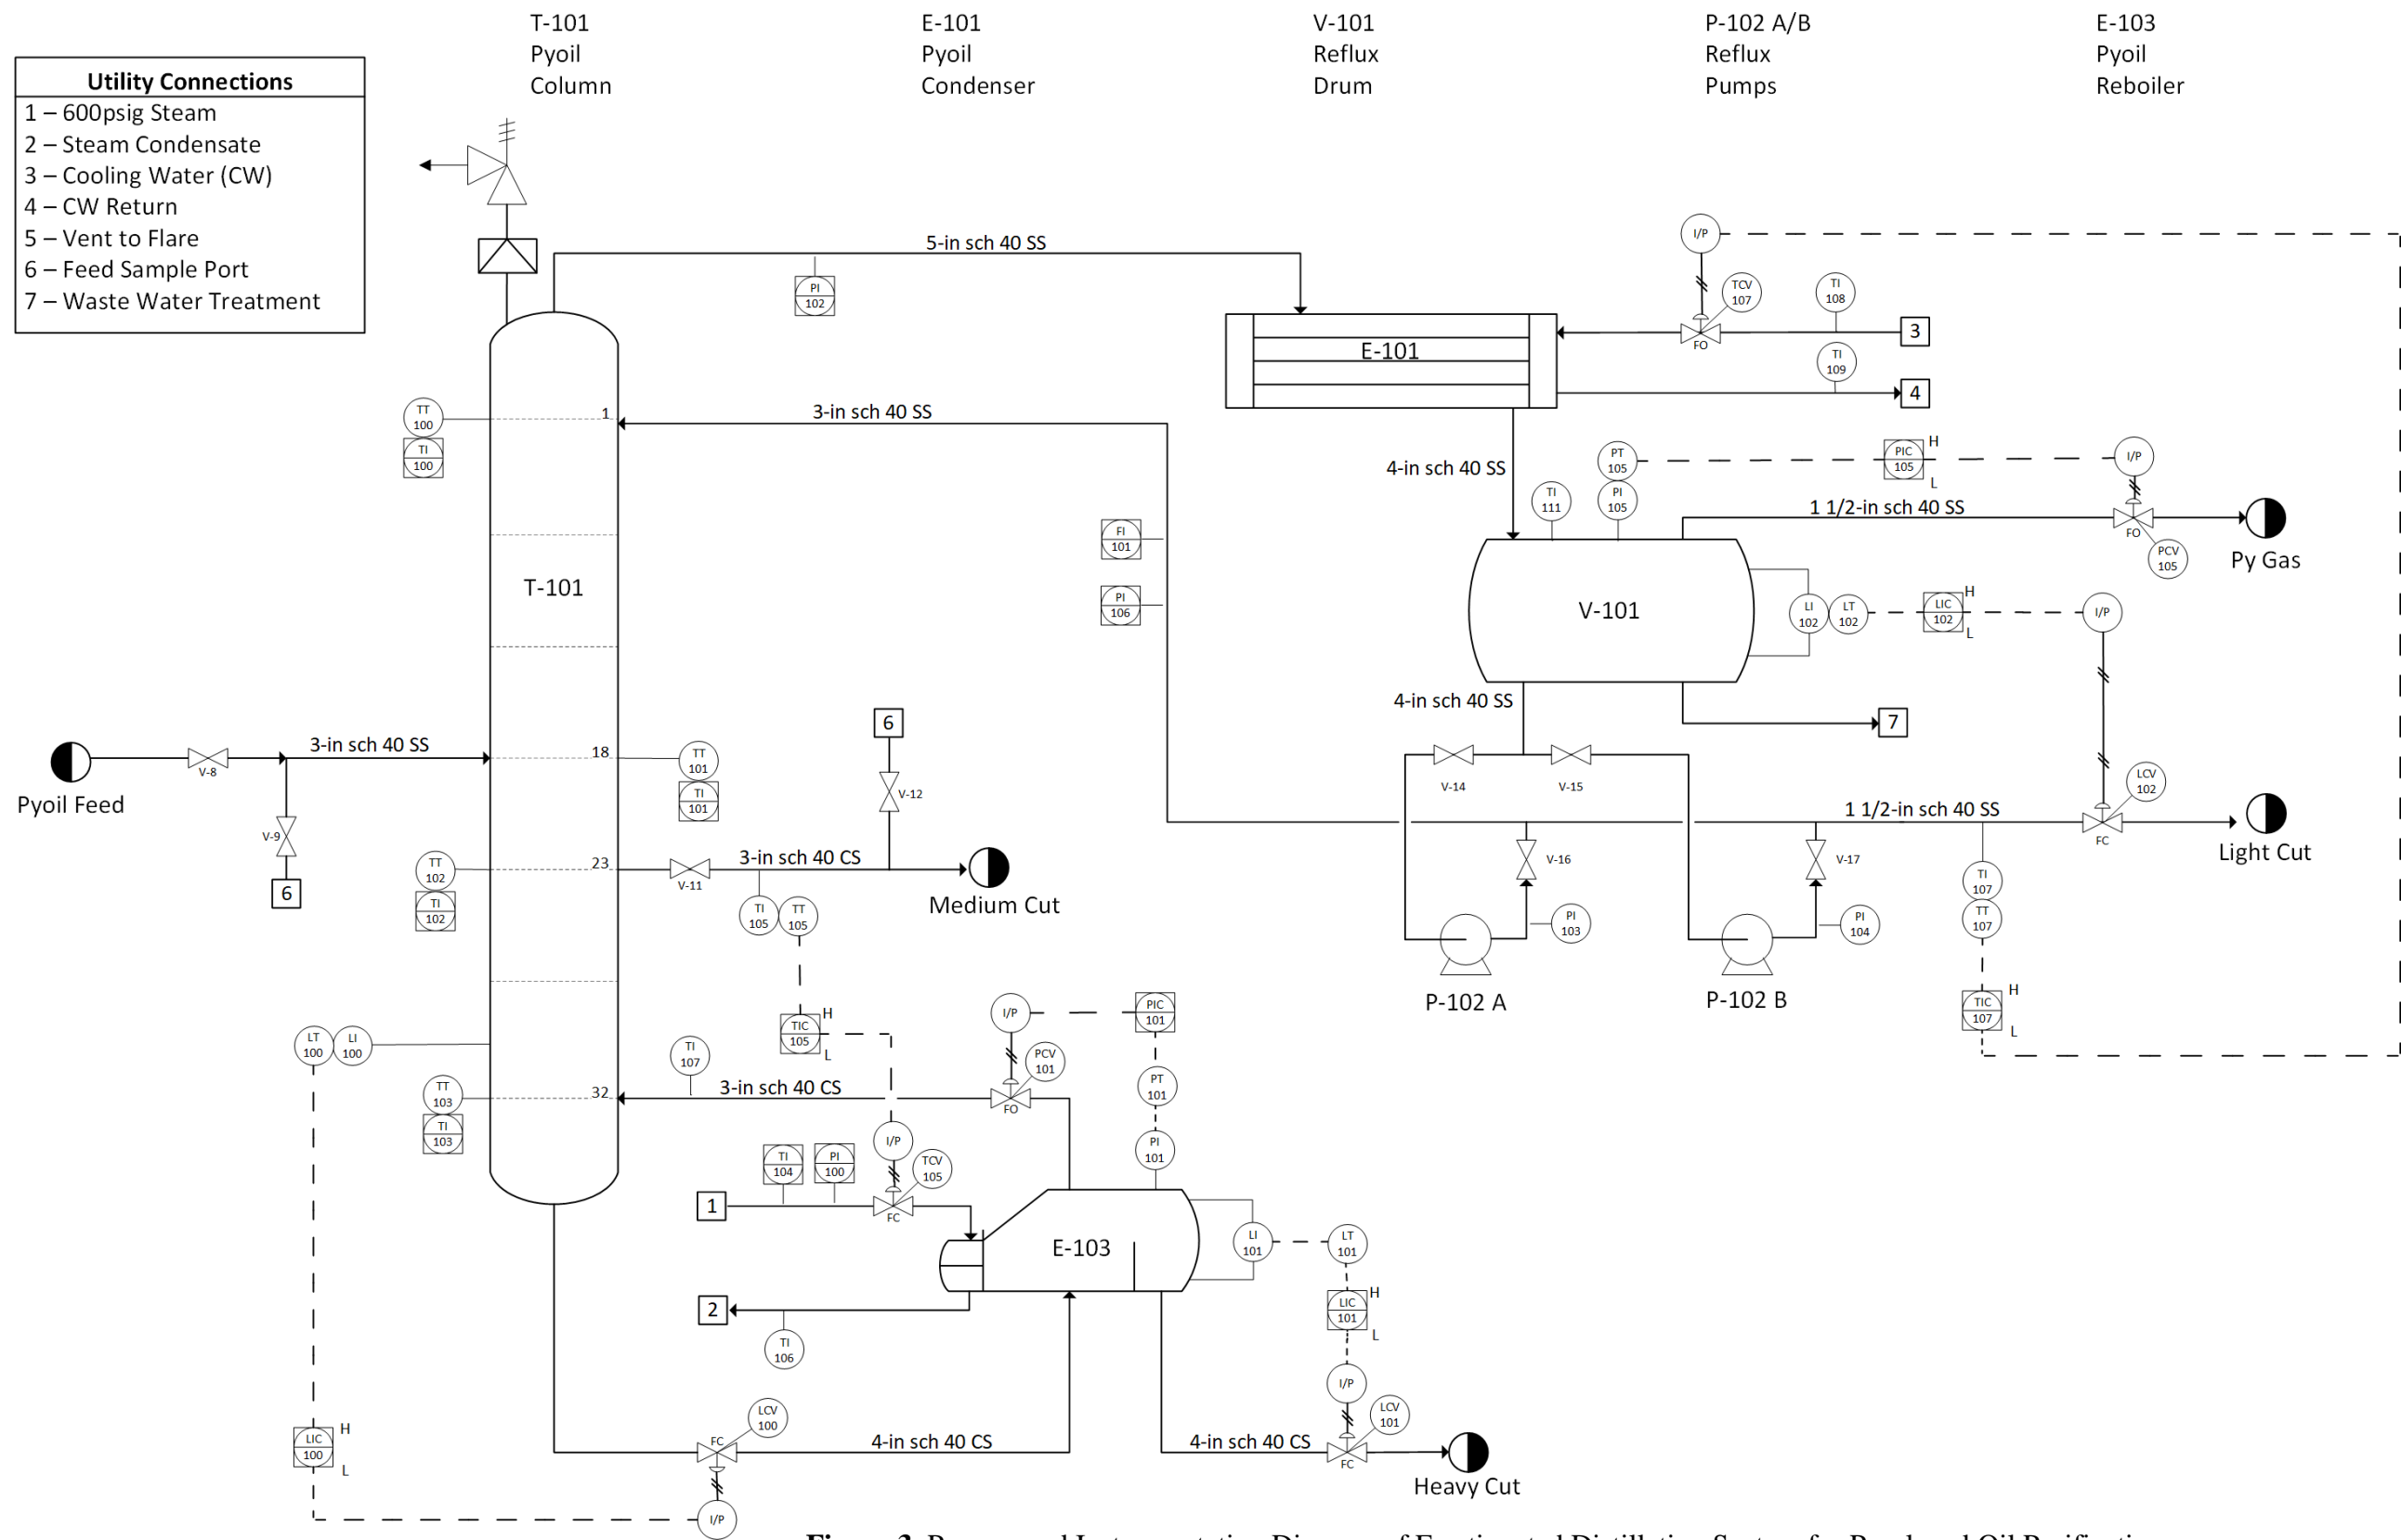 T-101
Pyoil
Column
E-101
Pyoil
Condenser
V-101
Reflux
Drum
P-102 A/B
Reflux
Pumps
E-103
Pyoil
Reboiler
Utility Connections
1 – 600psig Steam
2 – Steam Condensate
3 – Cooling Water (CW)
4 – CW Return
5 – Vent to Flare
6 – Feed Sample Port
7 – Waste Water Treatment
5-in sch 40 SS
PI
102
I/P
TCV
107
FO
TI
108
3
TI
109
4
E-101
TT
100
TI
100
1
3-in sch 40 SS
4-in sch 40 SS
TI
111
PT
105
PI
105
PIC
105
H
L
I/P
1 1/2-in sch 40 SS
FO
PCV
105
Py Gas
FI
101
PI
106
T-101
V-101
LI
102
LT
102
LIC
102
H
L
I/P
4-in sch 40 SS
7
Pyoil Feed
V-8
3-in sch 40 SS
V-9
6
18
TT
101
TI
101
6
V-12
V-14
V-15
1 1/2-in sch 40 SS
LCV
102
FC
Light Cut
TT
102
TI
102
23
V-11
3-in sch 40 CS
Medium Cut
TI
105
TT
105
V-16
V-17
PI
103
PI
104
P-102 A
P-102 B
TI
107
TT
107
TIC
107
H
L
TIC
105
H
L
LT
100
LI
100
TT
103
TI
103
32
TI
107
3-in sch 40 CS
I/P
PIC
101
PCV
101
FO
PT
101
PI
101
TI
104
PI
100
I/P
TCV
105
FC
1
E-103
LI
101
LT
101
LIC
101
H
L
2
TI
106
I/P
LCV
101
FC
4-in sch 40 CS
Heavy Cut
LCV
100
FC
4-in sch 40 CS
I/P
LIC
100
H
L